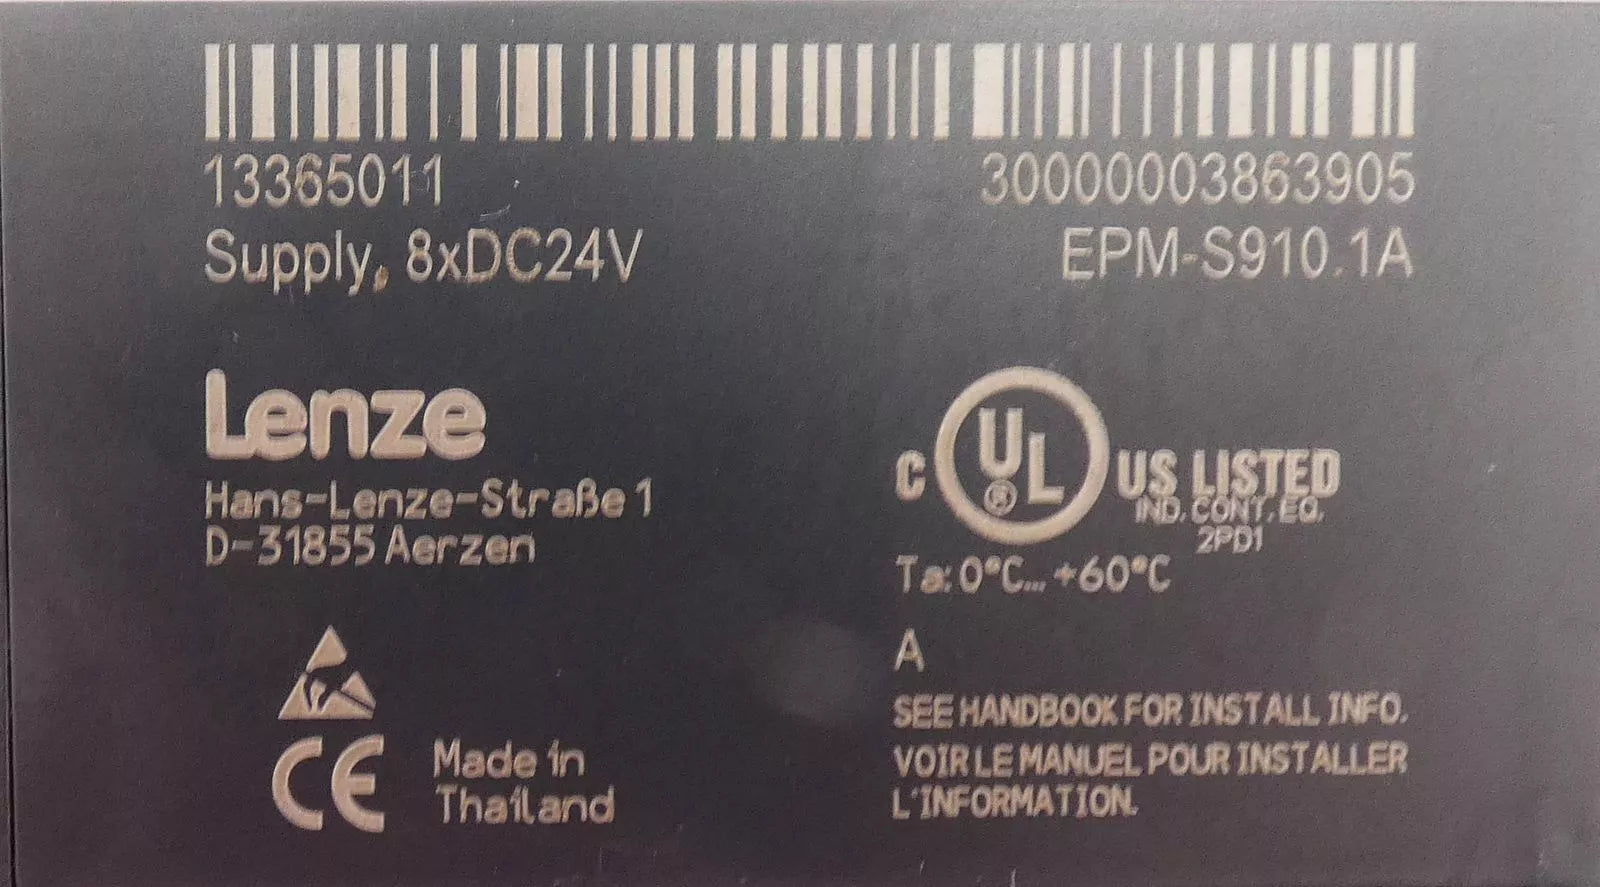 13365011 30000003863905
Supply, 8xDC24V EPM-S910.1A
Lenze
Hans-Lenze-Straße 1
D-31855 Aerzen
C UL® US LISTED
IND. CONT. EQ.
2PD1
Ta: 0°C... +60°C
A
SEE HANDBOOK FOR INSTALL INFO.
VOIR LE MANUEL POUR INSTALLER
L'INFORMATION.
CE
Made in
Thailand